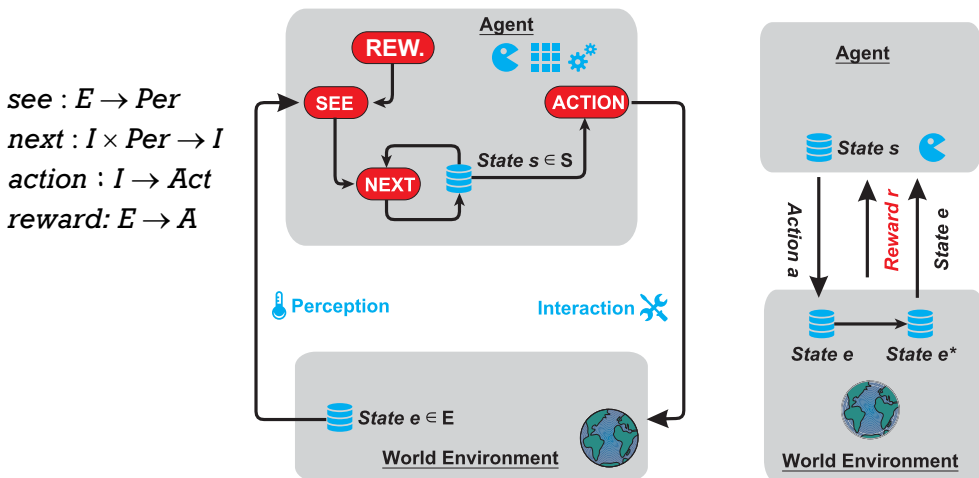 see : E → Per
next : I × Per → I
action : I → Act
reward: E → A
Agent
REW.
SEE
ACTION
State s ∈ S
NEXT
Perception
Interaction
State e ∈ E
World Environment
Agent
State s
Action a
Reward r
State e
State e
State e*
World Environment